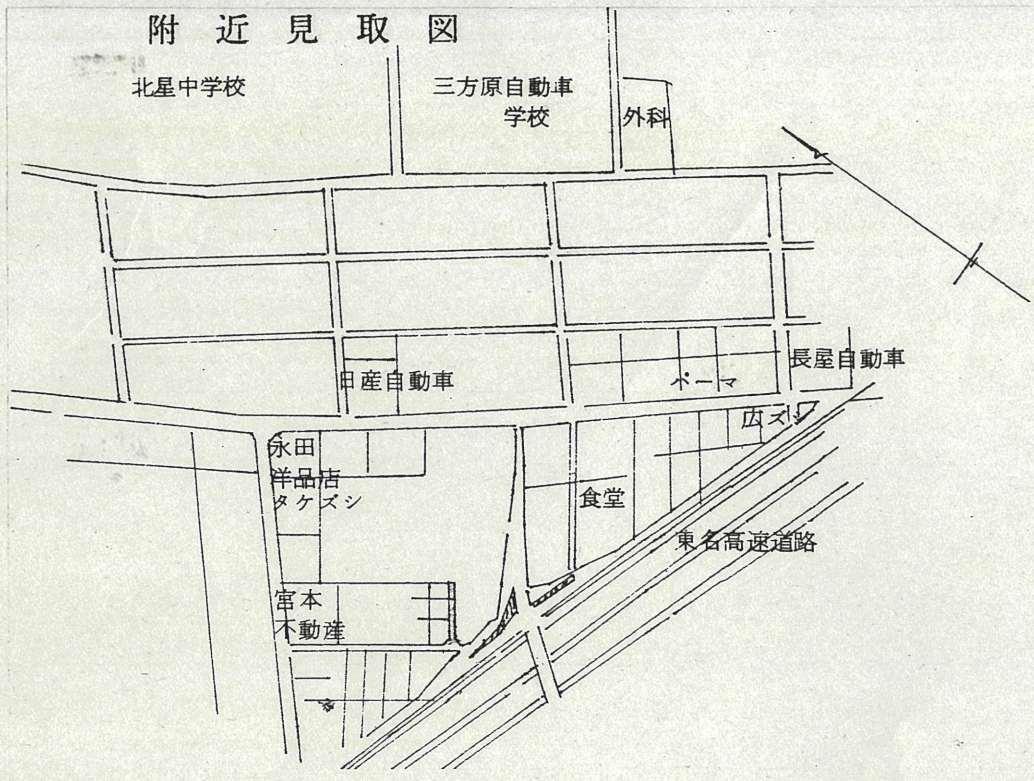 附近見取図
北星中学校
三方原自動車
学校
外科
長屋自動車
日産自動車
パーマ
広ズシ
永田
洋品店
タケズシ
食堂
東名高速道路
宮本
不動産